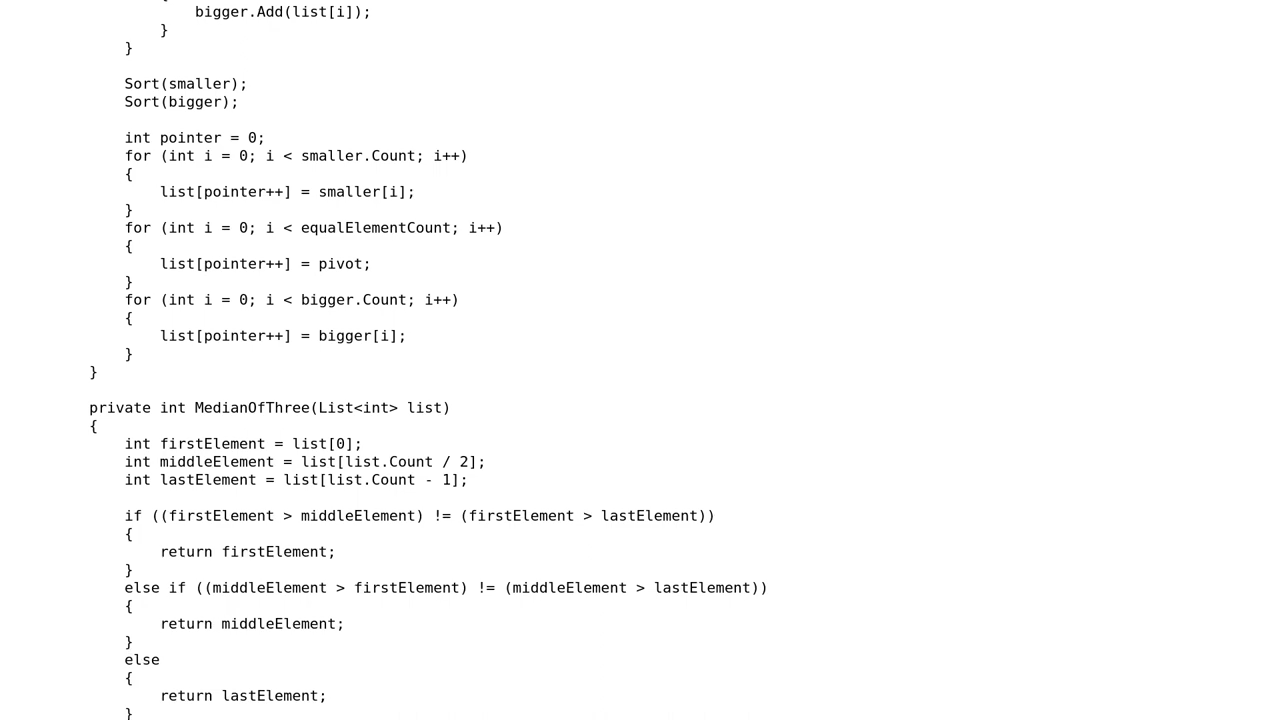 bigger.Add(list[i]);
}
}
Sort(smaller);
Sort(bigger);
int pointer = 0;
for (int i = 0; i < smaller.Count; i++)
{
list[pointer++] = smaller[i];
}
for (int i = 0; i < equalElementCount; i++)
{
list[pointer++] = pivot;
}
for (int i = 0; i < bigger.Count; i++)
{
list[pointer++] = bigger[i];
}
}
private int MedianOfThree(List<int> list)
{
int firstElement = list[0];
int middleElement = list[list.Count / 2];
int lastElement = list[list.Count - 1];
if ((firstElement > middleElement) != (firstElement > lastElement))
{
return firstElement;
}
else if ((middleElement > firstElement) != (middleElement > lastElement))
{
return middleElement;
}
else
{
return lastElement;
}